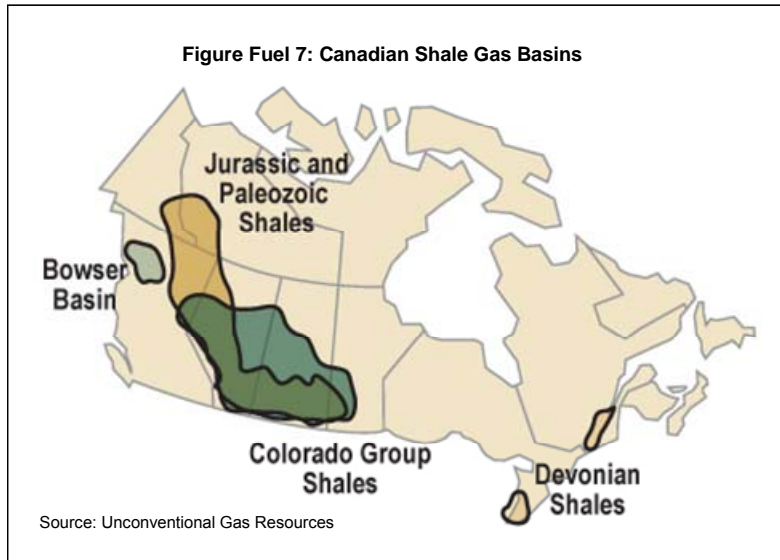 Figure Fuel 7: Canadian Shale Gas Basins
Jurassic and
Paleozoic
Shales
Bowser
Basin
Colorado Group
Shales
Devonian
Shales
Source: Unconventional Gas Resources